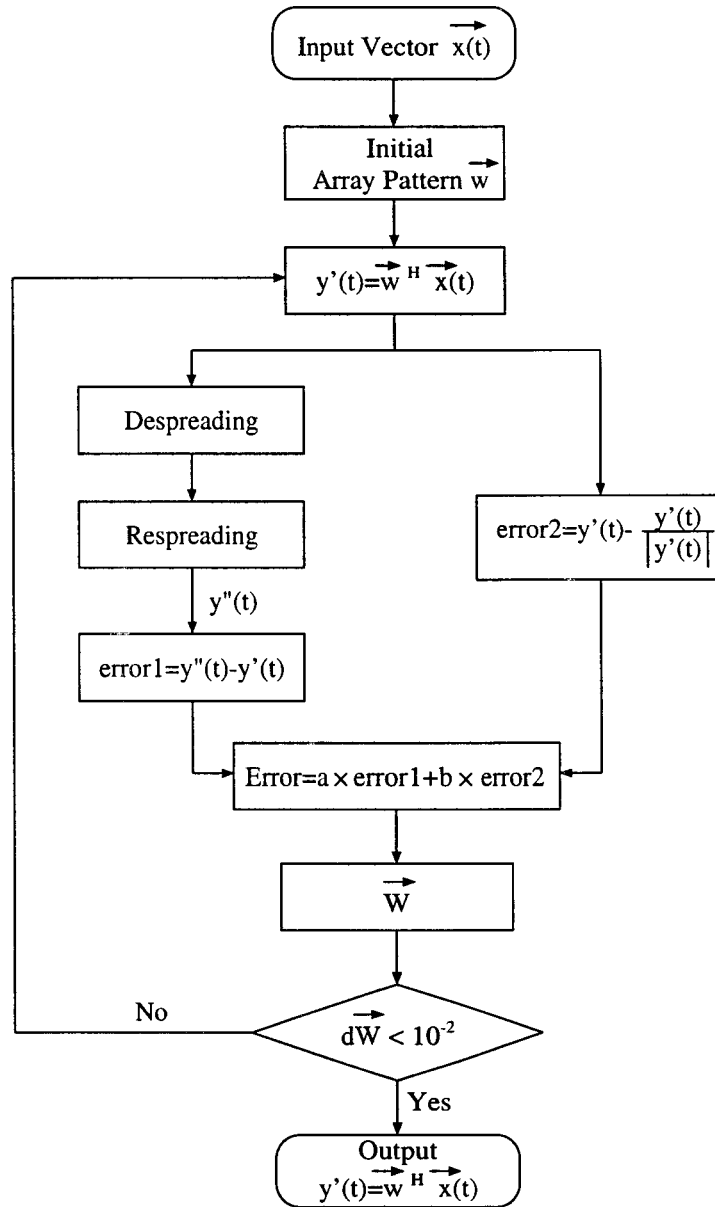 Input Vector x(t)
Initial
Array Pattern w
y'(t)=w H x(t)
Despreading
Respreading
y"(t)
error1=y"(t)-y'(t)
error2=y'(t)- y'(t)
|y'(t)|
Error=a×error1+b×error2
W
dW < 10-2
No
Yes
Output
y'(t)=w H x(t)